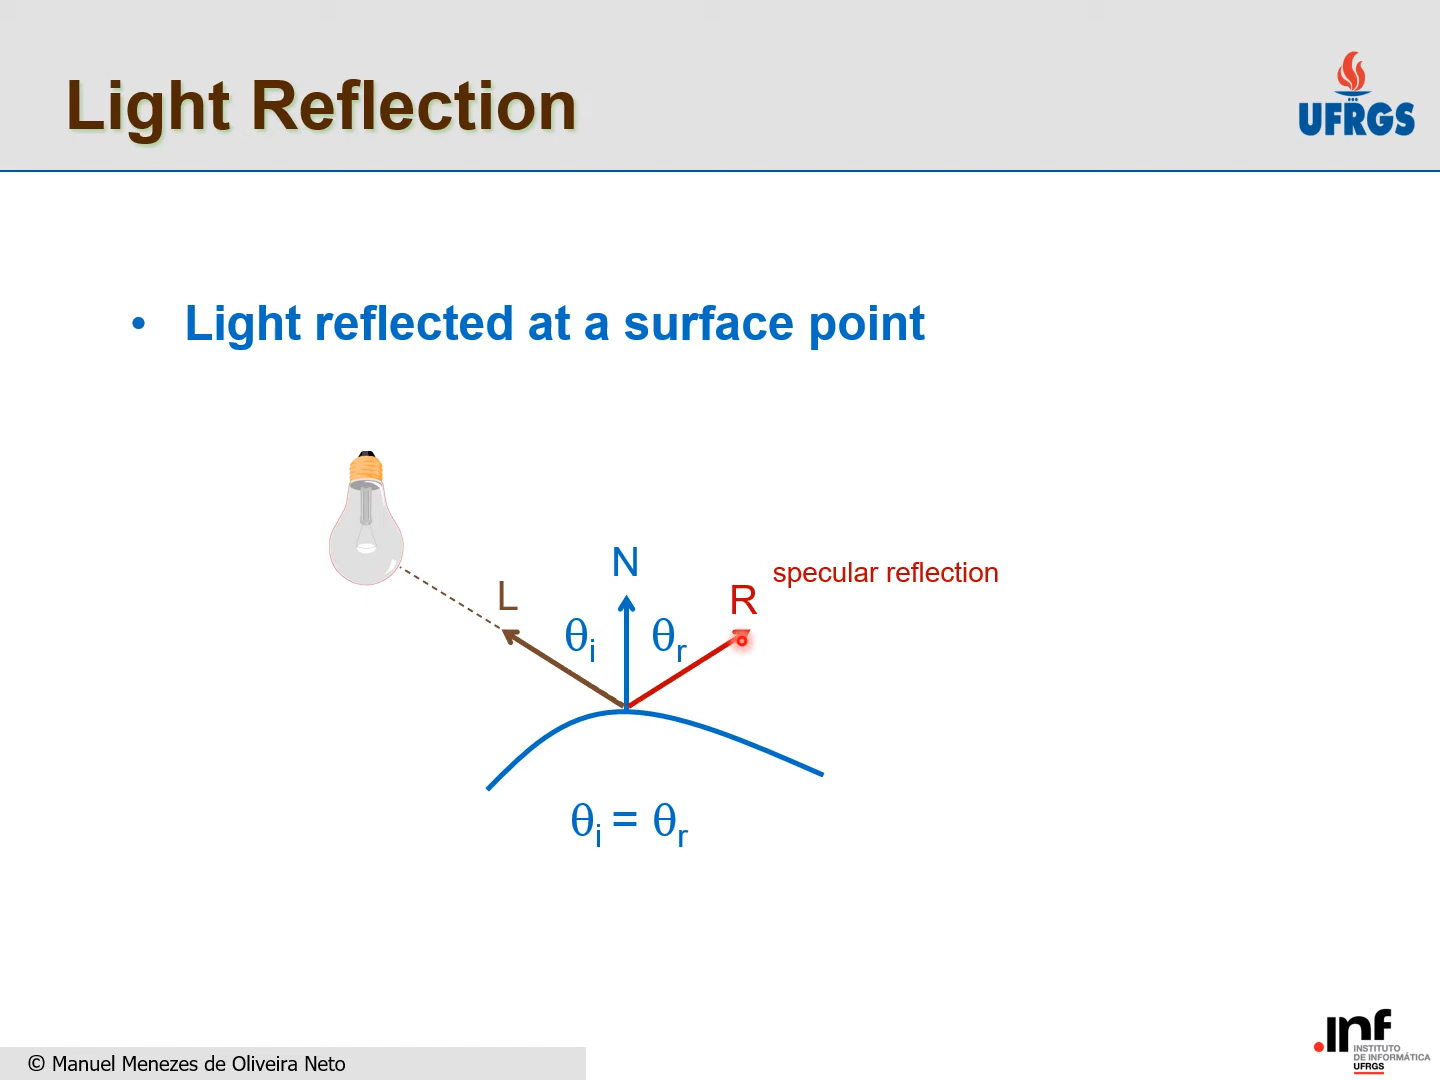 Light Reflection
UFRGS
• Light reflected at a surface point
N
specular reflection
L
R
θi
θr
θi = θr
.inf
INSTITUTO
DE INFORMÁTICA
UFRGS
© Manuel Menezes de Oliveira Neto